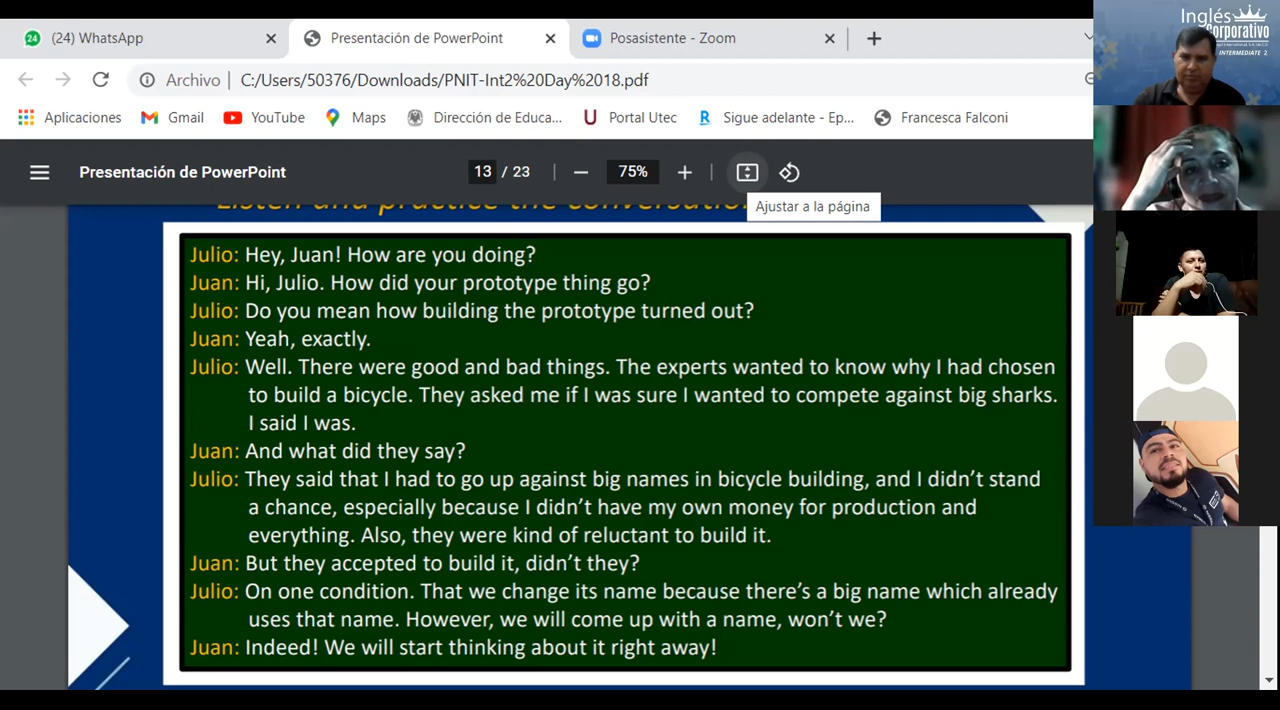 (24) WhatsApp
Presentación de PowerPoint
Posasistente - Zoom
Archivo
C:/Users/50376/Downloads/PNIT-Int2%20Day%2018.pdf
Aplicaciones
Gmail
YouTube
Maps
Dirección de Educa...
Portal Utec
Sigue adelante - Ep...
Francesca Falconi
Presentación de PowerPoint
13 / 23
75%
Ajustar a la página
Listen and practice the conversation
Julio: Hey, Juan! How are you doing?
Juan: Hi, Julio. How did your prototype thing go?
Julio: Do you mean how building the prototype turned out?
Juan: Yeah, exactly.
Julio: Well. There were good and bad things. The experts wanted to know why I had chosen
to build a bicycle. They asked me if I was sure I wanted to compete against big sharks.
I said I was.
Juan: And what did they say?
Julio: They said that I had to go up against big names in bicycle building, and I didn't stand
a chance, especially because I didn't have my own money for production and
everything. Also, they were kind of reluctant to build it.
Juan: But they accepted to build it, didn't they?
Julio: On one condition. That we change its name because there's a big name which already
uses that name. However, we will come up with a name, won't we?
Juan: Indeed! We will start thinking about it right away!
Inglés
Corporativo
INTERMEDIATE 2